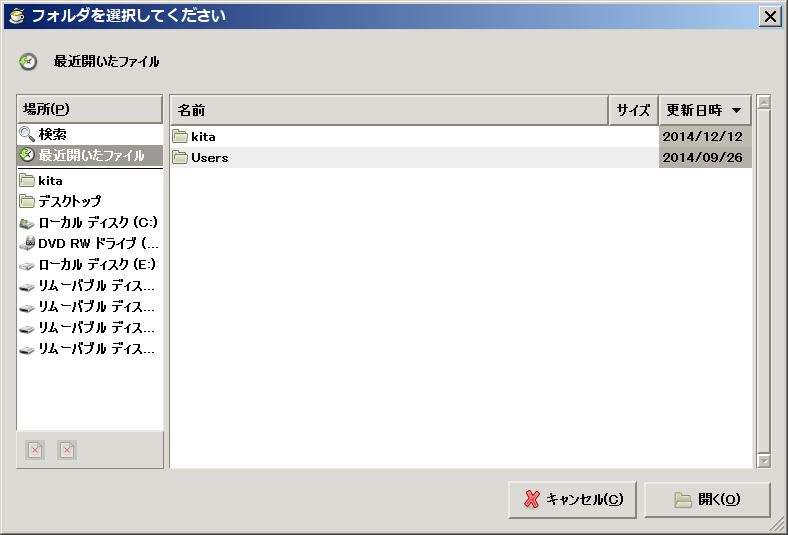 フォルダを選択してください
最近開いたファイル
場所(P)
検索
最近開いたファイル
kita
デスクトップ
ローカル ディスク (C:)
DVD RW ドライブ (...
ローカル ディスク (E:)
リムーバブル ディス...
リムーバブル ディス...
リムーバブル ディス...
リムーバブル ディス...
名前 サイズ 更新日時
kita 2014/12/12
Users 2014/09/26
キャンセル(C) 開く(O)